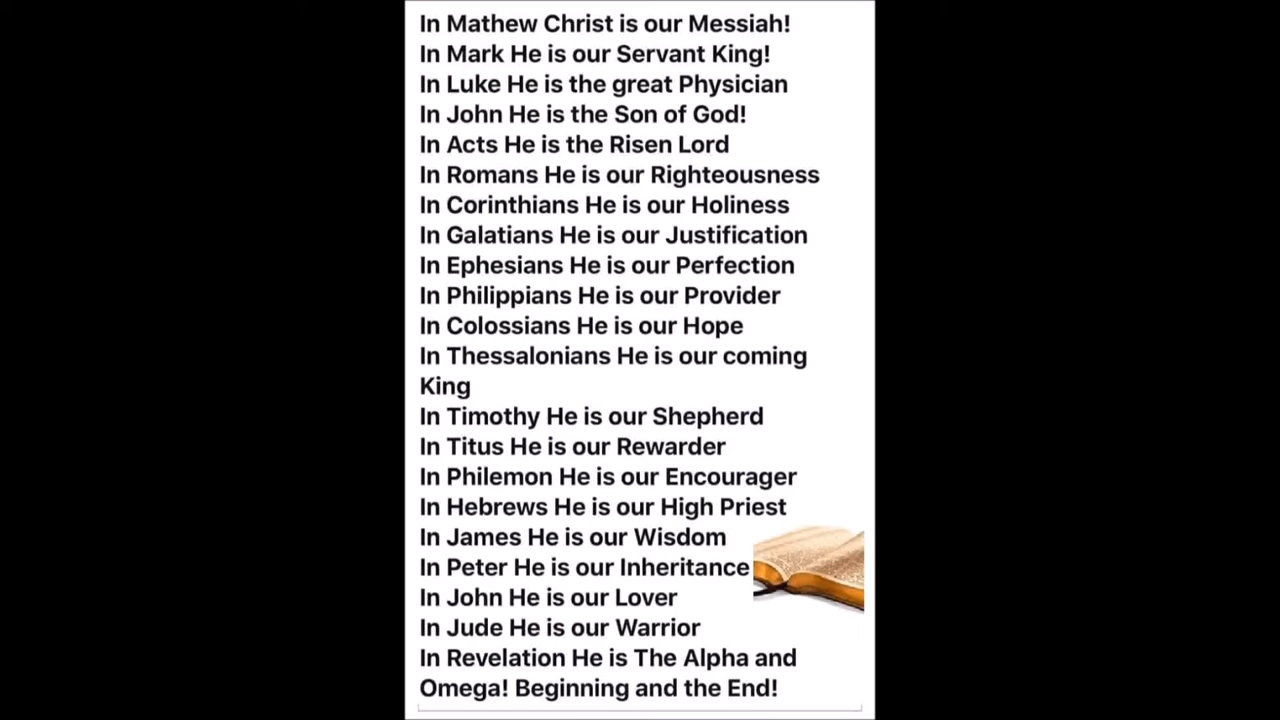 In Mathew Christ is our Messiah!
In Mark He is our Servant King!
In Luke He is the great Physician
In John He is the Son of God!
In Acts He is the Risen Lord
In Romans He is our Righteousness
In Corinthians He is our Holiness
In Galatians He is our Justification
In Ephesians He is our Perfection
In Philippians He is our Provider
In Colossians He is our Hope
In Thessalonians He is our coming
King
In Timothy He is our Shepherd
In Titus He is our Rewarder
In Philemon He is our Encourager
In Hebrews He is our High Priest
In James He is our Wisdom
In Peter He is our Inheritance
In John He is our Lover
In Jude He is our Warrior
In Revelation He is The Alpha and
Omega! Beginning and the End!